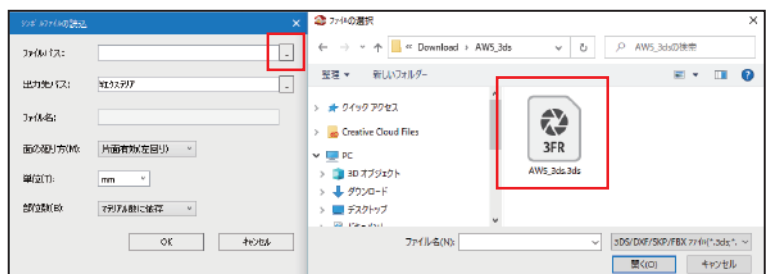 シンボルファイルの読込
ファイルパス:
出力先パス:
¥エクステリア
ファイル名:
面の貼り方(M):
片面有効(左回り)
単位(T):
mm
部位数(B):
マテリアル数に依存
OK
キャンセル
ファイルの選択
Download › AWS_3ds
AWS_3dsの検索
整理
新しいフォルダー
クイック アクセス
Creative Cloud Files
PC
3D オブジェクト
ダウンロード
デスクトップ
3FR
AWS_3ds.3ds
ファイル名(N):
3DS/DXF/SKP/FBX ファイル(*.3ds;*.
開く(O)
キャンセル